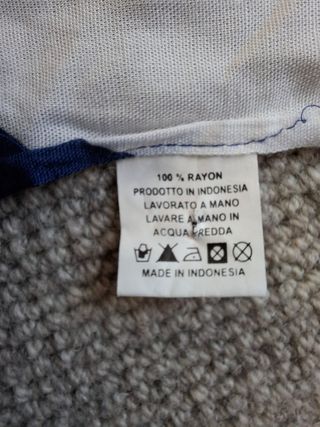 100 % RAYON
PRODOTTO IN INDONESIA
LAVORATO A MANO
LAVARE A MANO IN
ACQUA FREDDA
MADE IN INDONESIA